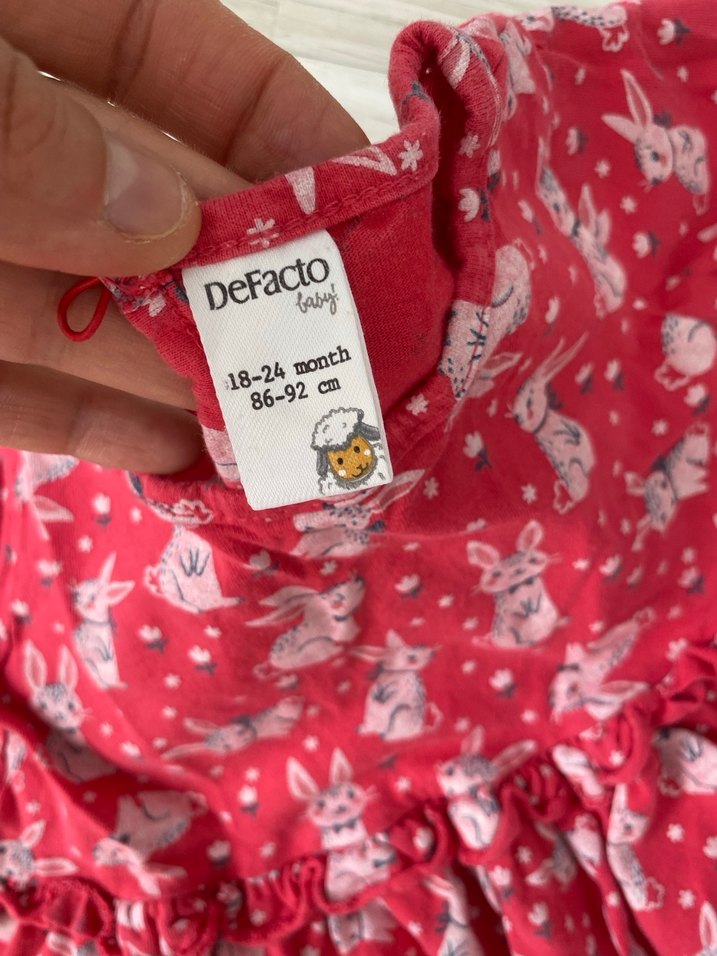 DeFacto
baby!
18-24 month
86-92 cm